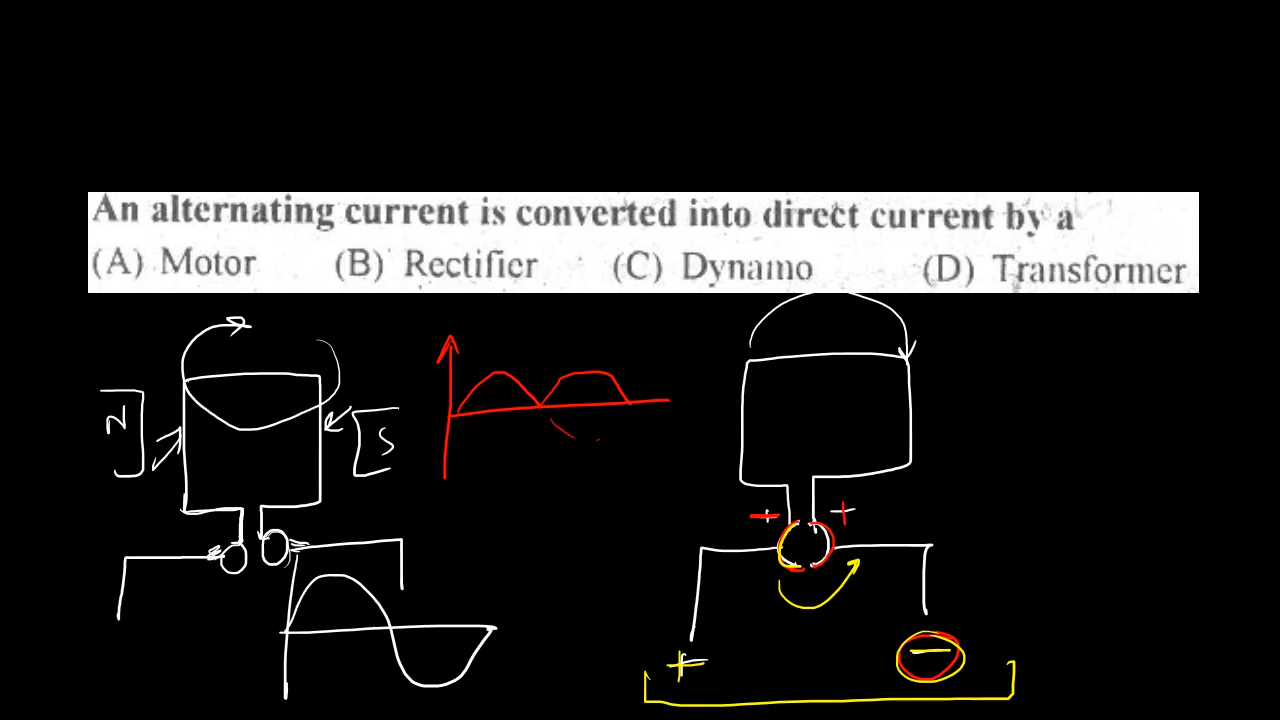 An alternating current is converted into direct current by a
(A) Motor (B) Rectifier (C) Dynamo (D) Transformer
N S
+ +
+ −